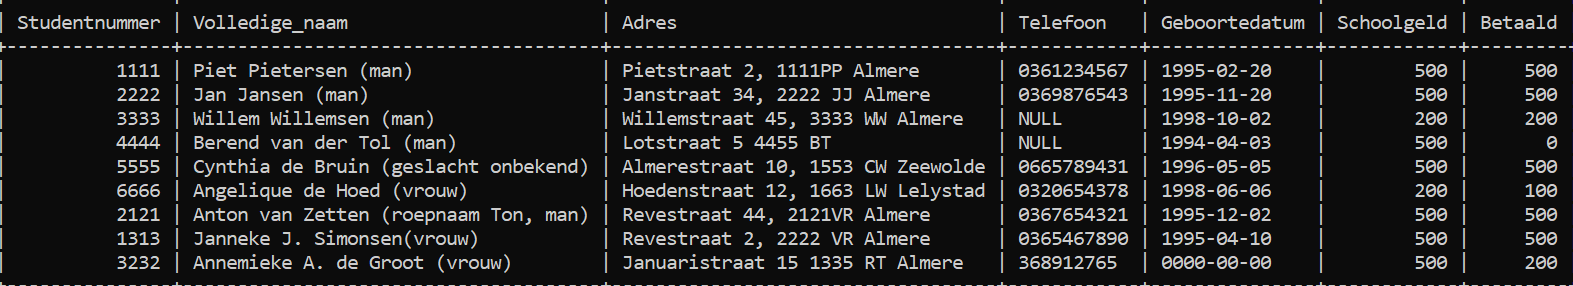 | Studentnummer | Volledige_naam | Adres | Telefoon | Geboortedatum | Schoolgeld | Betaald
| 1111 | Piet Pietersen (man) | Pietstraat 2, 1111PP Almere | 0361234567 | 1995-02-20 | 500 | 500
| 2222 | Jan Jansen (man) | Janstraat 34, 2222 JJ Almere | 0369876543 | 1995-11-20 | 500 | 500
| 3333 | Willem Willemsen (man) | Willemstraat 45, 3333 WW Almere | NULL | 1998-10-02 | 200 | 200
| 4444 | Berend van der Tol (man) | Lotstraat 5 4455 BT | NULL | 1994-04-03 | 500 | 0
| 5555 | Cynthia de Bruin (geslacht onbekend) | Almerestraat 10, 1553 CW Zeewolde | 0665789431 | 1996-05-05 | 500 | 500
| 6666 | Angelique de Hoed (vrouw) | Hoedenstraat 12, 1663 LW Lelystad | 0320654378 | 1998-06-06 | 200 | 100
| 2121 | Anton van Zetten (roepnaam Ton, man) | Revestraat 44, 2121VR Almere | 0367654321 | 1995-12-02 | 500 | 500
| 1313 | Janneke J. Simonsen(vrouw) | Revestraat 2, 2222 VR Almere | 0365467890 | 1995-04-10 | 500 | 500
| 3232 | Annemieke A. de Groot (vrouw) | Januaristraat 15 1335 RT Almere | 368912765 | 0000-00-00 | 500 | 200